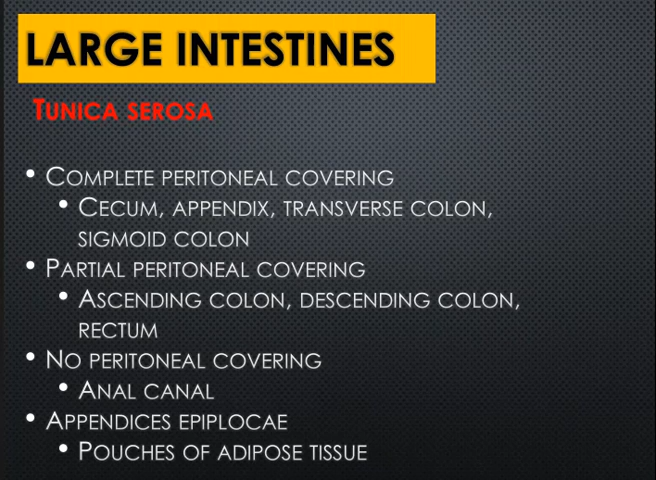 LARGE INTESTINES
TUNICA SEROSA
• COMPLETE PERITONEAL COVERING
• CECUM, APPENDIX, TRANSVERSE COLON,
SIGMOID COLON
• PARTIAL PERITONEAL COVERING
• ASCENDING COLON, DESCENDING COLON,
RECTUM
• NO PERITONEAL COVERING
• ANAL CANAL
• APPENDICES EPIPLOCAE
• POUCHES OF ADIPOSE TISSUE